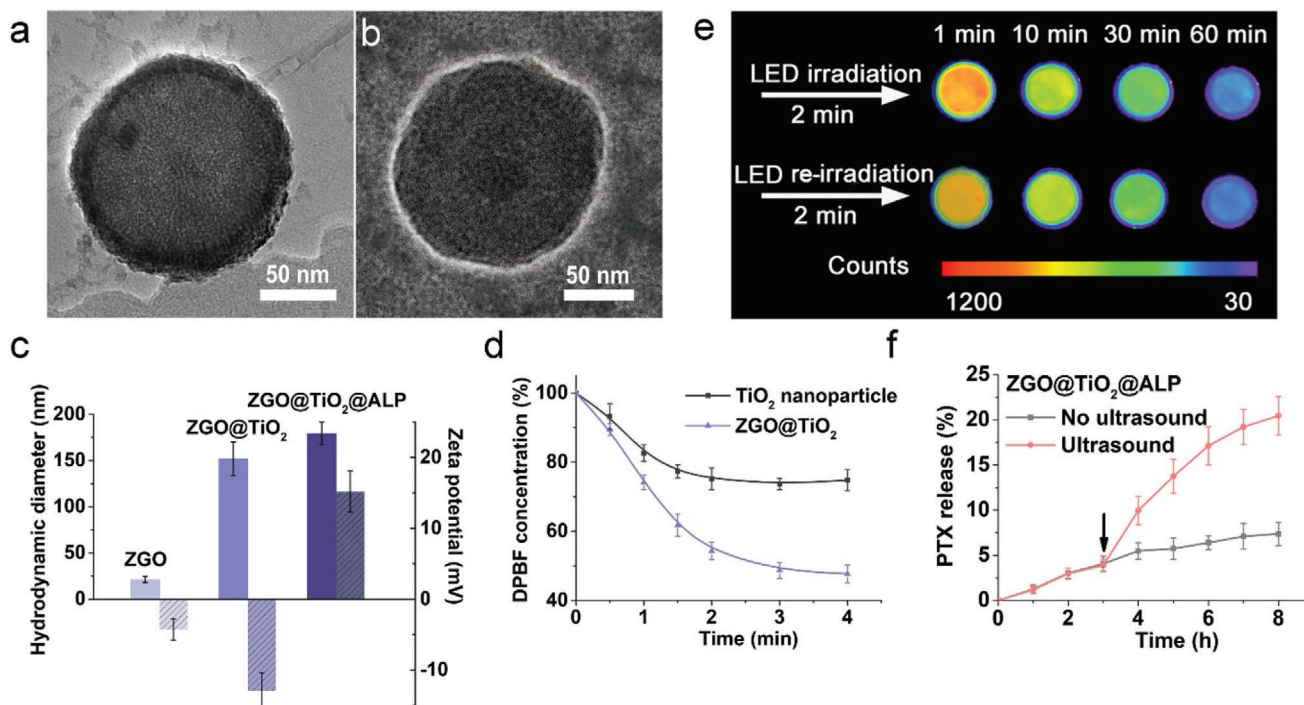 a
50 nm
b
50 nm
e
1 min 10 min 30 min 60 min
LED irradiation
2 min
LED re-irradiation
2 min
Counts
1200 30
c
Hydrodynamic diameter (nm)
200
175
150
125
100
75
50
25
0
ZGO
ZGO@TiO₂
ZGO@TiO₂@ALP
20
10
0
-10
Zeta potential (mV)
d
DPBF concentration (%)
100
80
60
40
TiO₂ nanoparticle
ZGO@TiO₂
0 1 2 3 4
Time (min)
f
PTX release (%)
25
20
15
10
5
0
ZGO@TiO₂@ALP
No ultrasound
Ultrasound
0 2 4 6 8
Time (h)